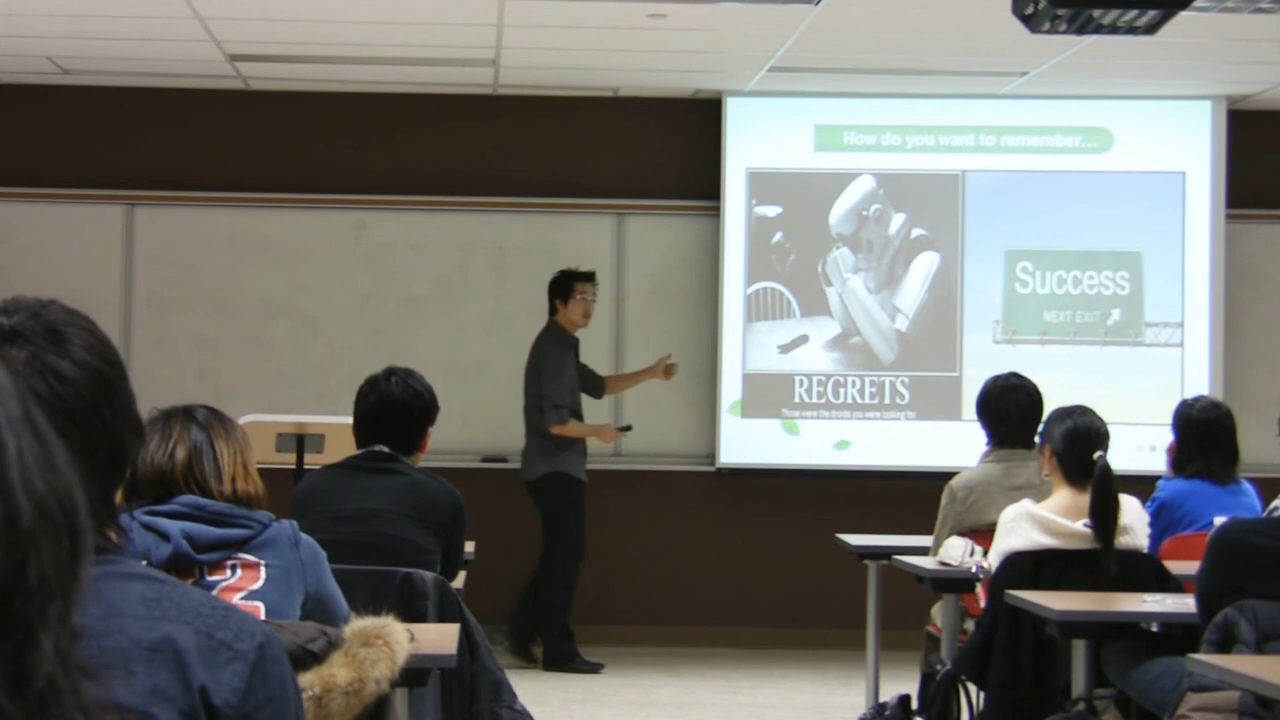 How do you want to remember...
Success
NEXT EXIT
REGRETS
Those were the droids you were looking for.
2